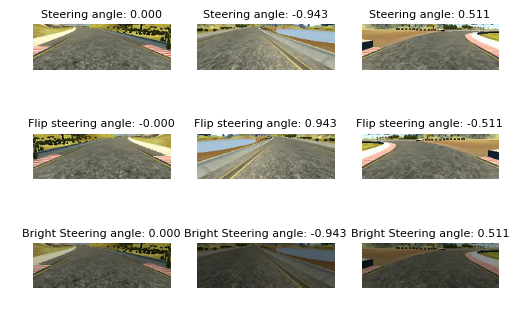 Steering angle: 0.000
Steering angle: -0.943
Steering angle: 0.511
Flip steering angle: -0.000
Flip steering angle: 0.943
Flip steering angle: -0.511
Bright Steering angle: 0.000
Bright Steering angle: -0.943
Bright Steering angle: 0.511